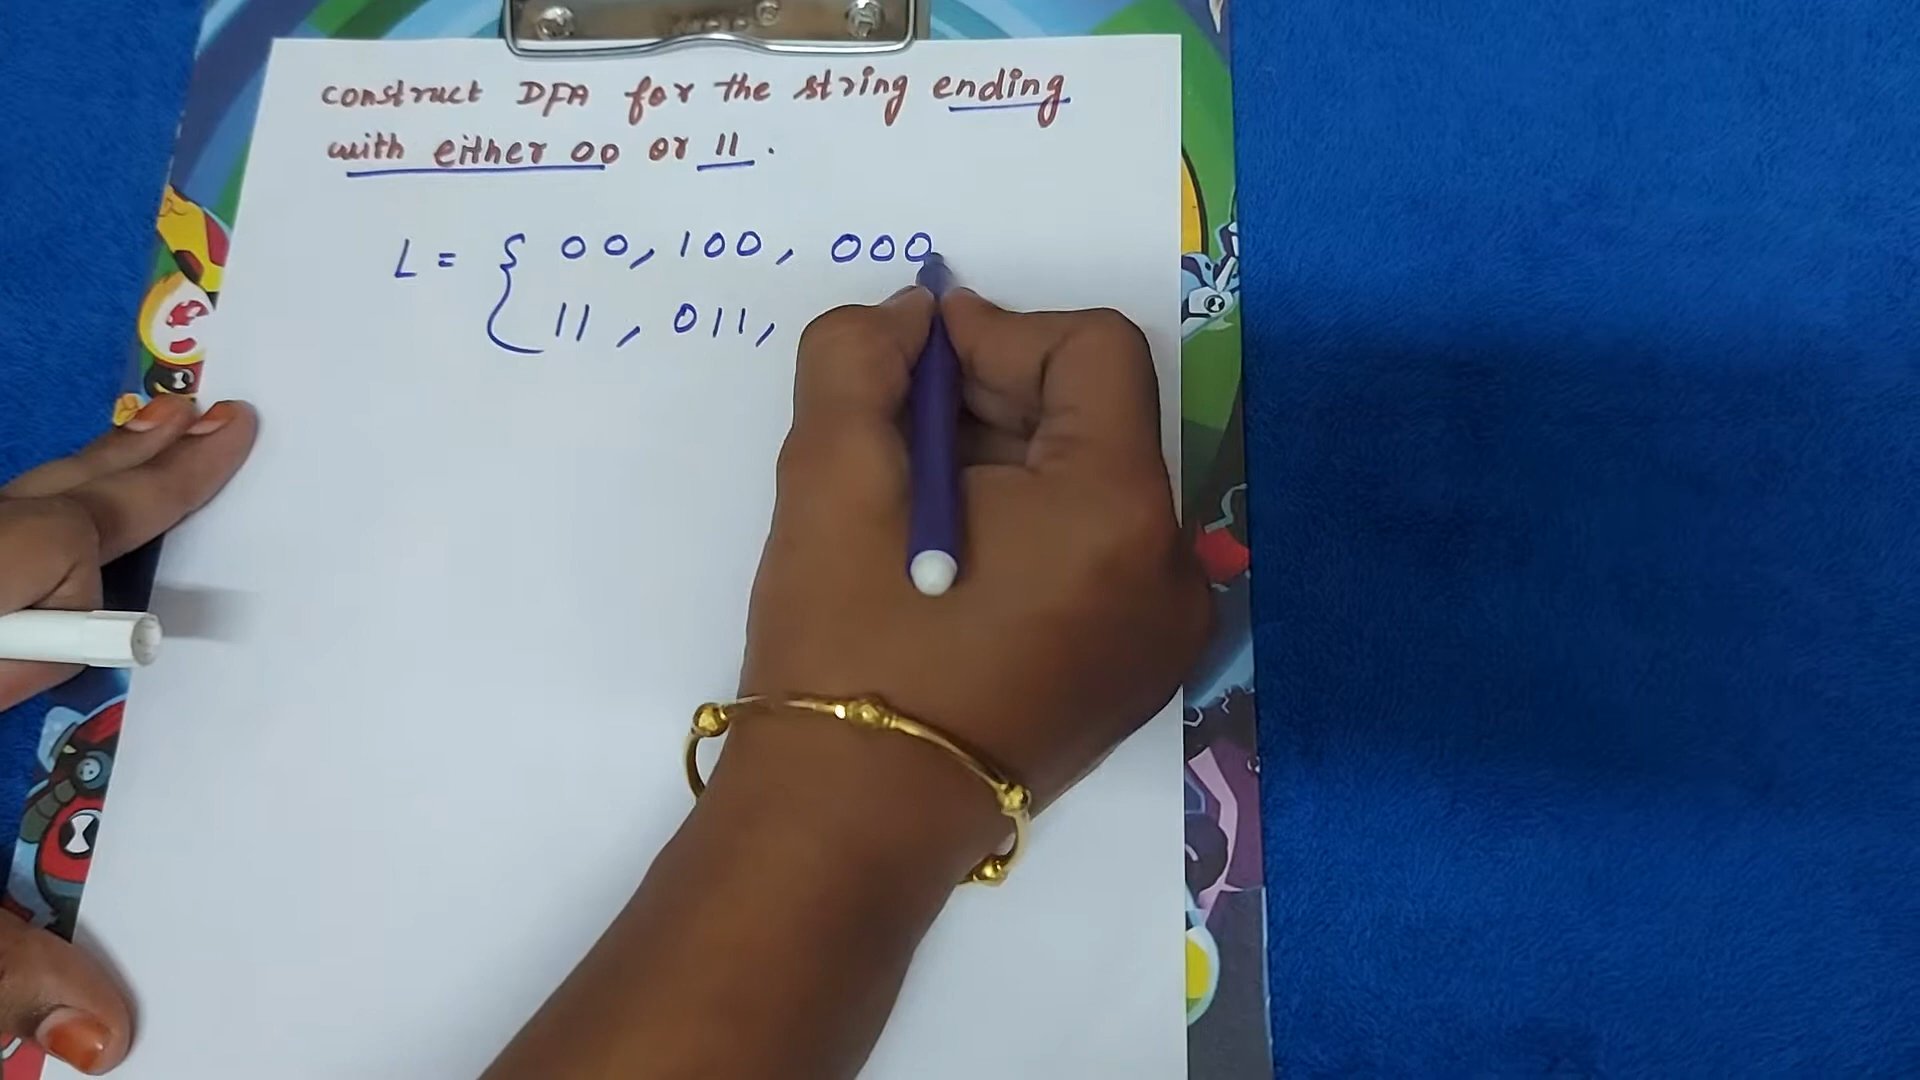 construct DFA for the string ending
with either 00 or 11.
L = { 00, 100, 000
11, 011,